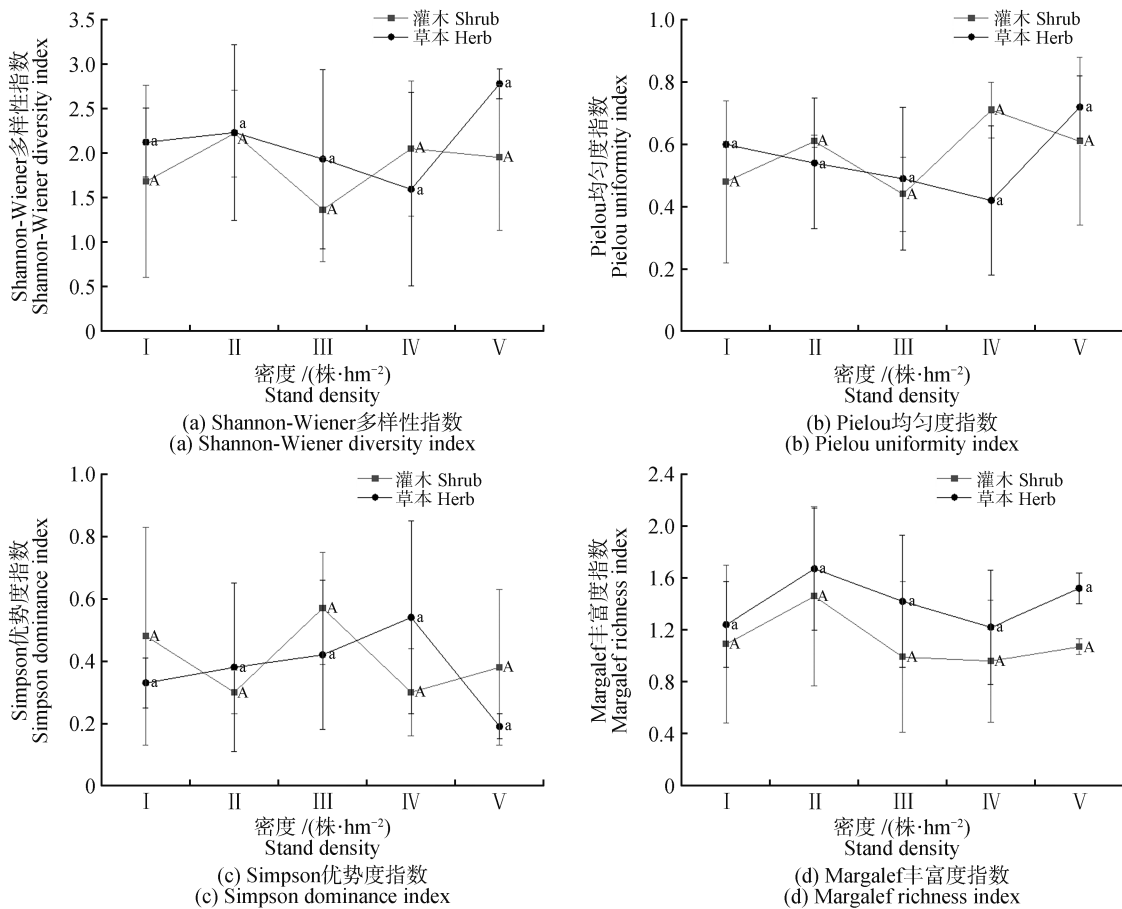 3.5
3.0
2.5
2.0
1.5
1.0
0.5
0
Shannon-Wiener多样性指数
Shannon-Wiener diversity index
灌木 Shrub
草本 Herb
a
A
a
A
a
A
A
a
a
A
I II III IV V
密度 /(株·hm⁻²)
Stand density
(a) Shannon-Wiener多样性指数
(a) Shannon-Wiener diversity index
1.0
0.8
0.6
0.4
0.2
0
Pielou均匀度指数
Pielou uniformity index
灌木 Shrub
草本 Herb
a
A
A
a
a
A
A
a
a
A
I II III IV V
密度 /(株·hm⁻²)
Stand density
(b) Pielou均匀度指数
(b) Pielou uniformity index
1.0
0.8
0.6
0.4
0.2
0
Simpson优势度指数
Simpson dominance index
灌木 Shrub
草本 Herb
A
a
a
A
A
a
a
A
A
a
I II III IV V
密度 /(株·hm⁻²)
Stand density
(c) Simpson优势度指数
(c) Simpson dominance index
2.4
2.0
1.6
1.2
0.8
0.4
0
Margalef丰富度指数
Margalef richness index
灌木 Shrub
草本 Herb
a
A
a
A
a
A
a
A
a
A
I II III IV V
密度 /(株·hm⁻²)
Stand density
(d) Margalef丰富度指数
(d) Margalef richness index